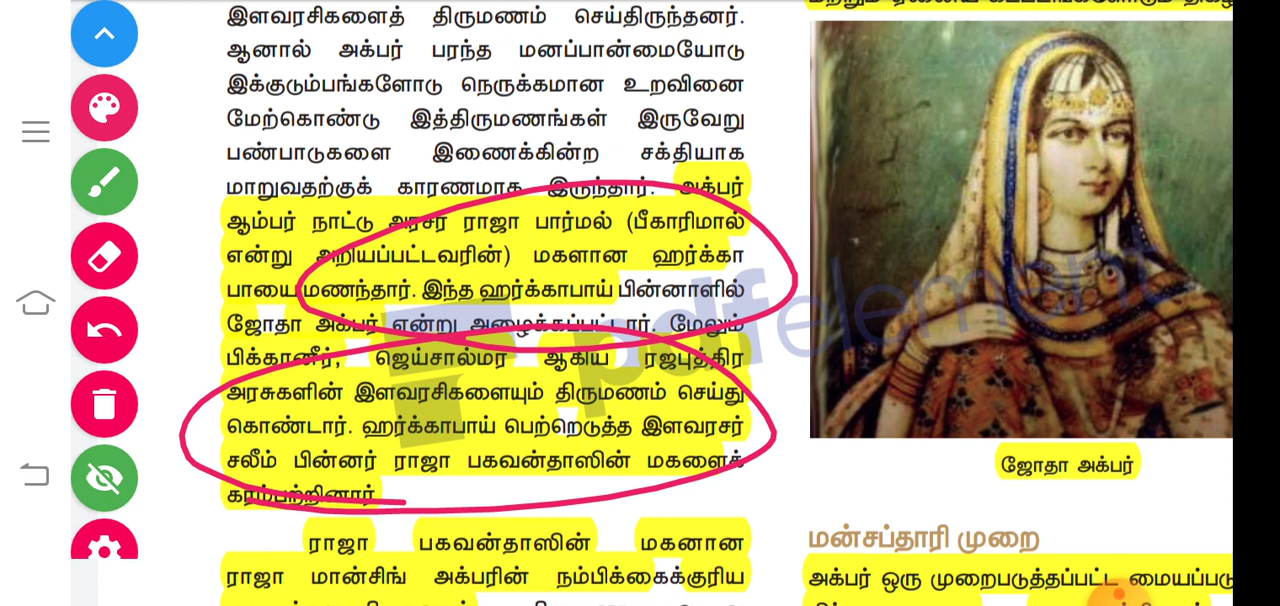 இளவரசிகளைத் திருமணம் செய்திருந்தனர்.
ஆனால் அக்பர் பரந்த மனப்பான்மையோடு
இக்குடும்பங்களோடு நெருக்கமான உறவினை
மேற்கொண்டு இத்திருமணங்கள் இருவேறு
பண்பாடுகளை இணைக்கின்ற சக்தியாக
மாறுவதற்குக் காரணமாக இருந்தார். அக்பர்
ஆம்பர் நாட்டு அரசர் ராஜா பார்மல் (பீகாரிமால்
என்று அறியப்பட்டவரின்) மகளான ஹர்க்கா
பாயை மணந்தார். இந்த ஹர்க்காபாய் பின்னாளில்
ஜோதா அக்பர் என்று அழைக்கப்பட்டார். மேலும்
பிக்கானீர், ஜெய்சால்மர் ஆகிய ரஜபுத்திர
அரசுகளின் இளவரசிகளையும் திருமணம் செய்து
கொண்டார். ஹர்க்காபாய் பெற்றெடுத்த இளவரசர்
சலீம் பின்னர் ராஜா பகவன்தாஸின் மகளைக்
கரம்பற்றினார்.
ராஜா பகவன்தாஸின் மகனான
ராஜா மான்சிங் அக்பரின் நம்பிக்கைக்குரிய
ஜோதா அக்பர்
மன்சப்தாரி முறை
அக்பர் ஒரு முறைபடுத்தப்பட்ட
pdfelement